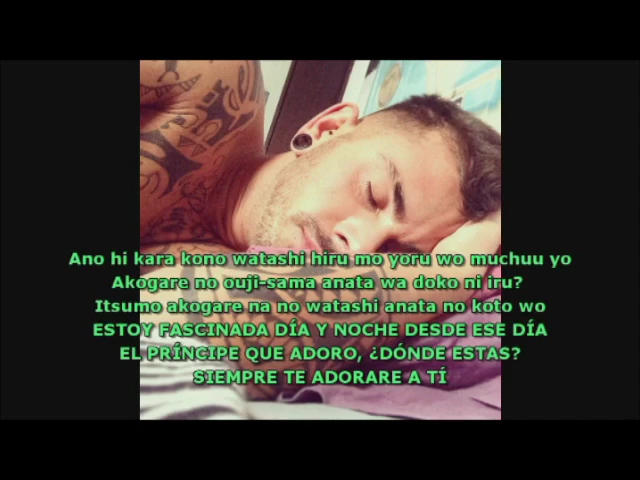 Ano hi kara kono watashi hiru mo yoru wo muchuu yo
Akogare no ouji-sama anata wa doko ni iru?
Itsumo akogare na no watashi anata no koto wo
ESTOY FASCINADA DÍA Y NOCHE DESDE ESE DÍA
EL PRÍNCIPE QUE ADORO, ¿DÓNDE ESTAS?
SIEMPRE TE ADORARE A TÍ